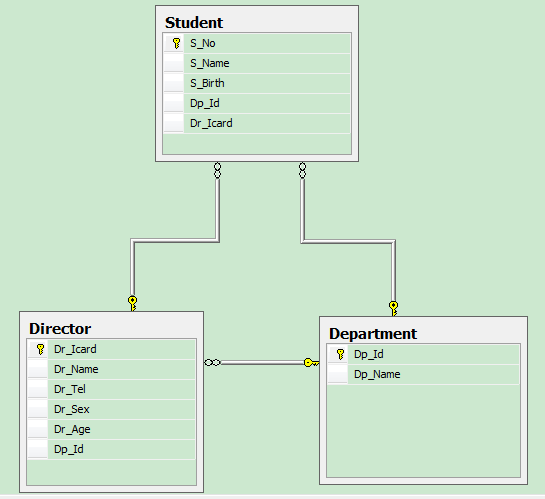 Student
S_No
S_Name
S_Birth
Dp_Id
Dr_Icard
Director
Dr_Icard
Dr_Name
Dr_Tel
Dr_Sex
Dr_Age
Dp_Id
Department
Dp_Id
Dp_Name